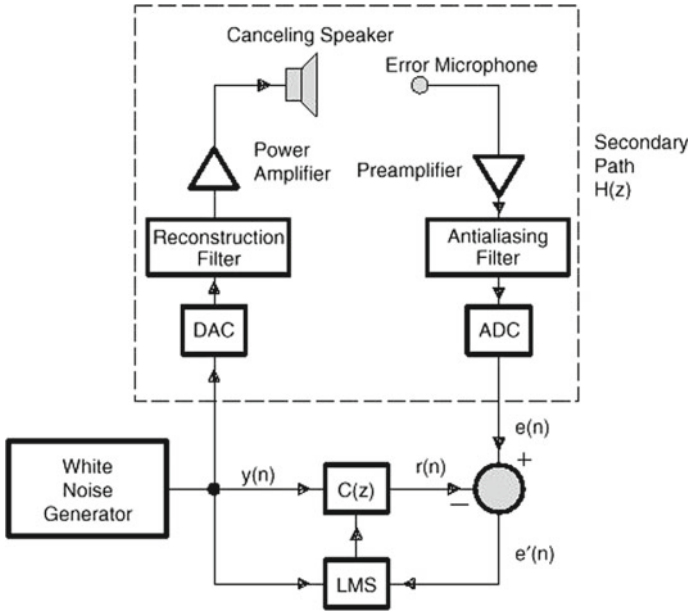 Canceling Speaker
Error Microphone
Power
Amplifier
Preamplifier
Secondary
Path
H(z)
Reconstruction
Filter
Antialiasing
Filter
DAC
ADC
e(n)
+
White
Noise
Generator
y(n)
C(z)
r(n)
−
e′(n)
LMS